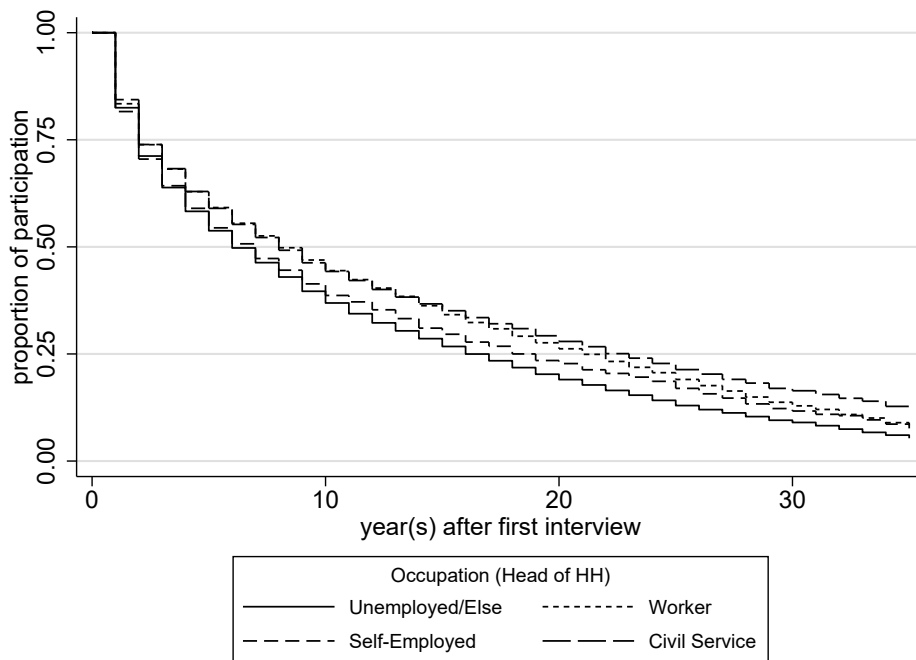 1.00
0.75
0.50
0.25
0.00
proportion of participation
0 10 20 30
year(s) after first interview
Occupation (Head of HH)
Unemployed/Else Worker
Self-Employed Civil Service